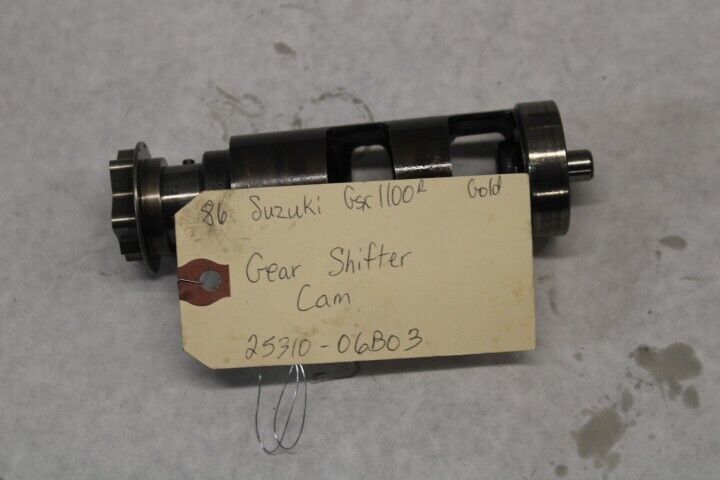 86 Suzuki Gsx1100R Gold
Gear Shifter
Cam
25310-06B03